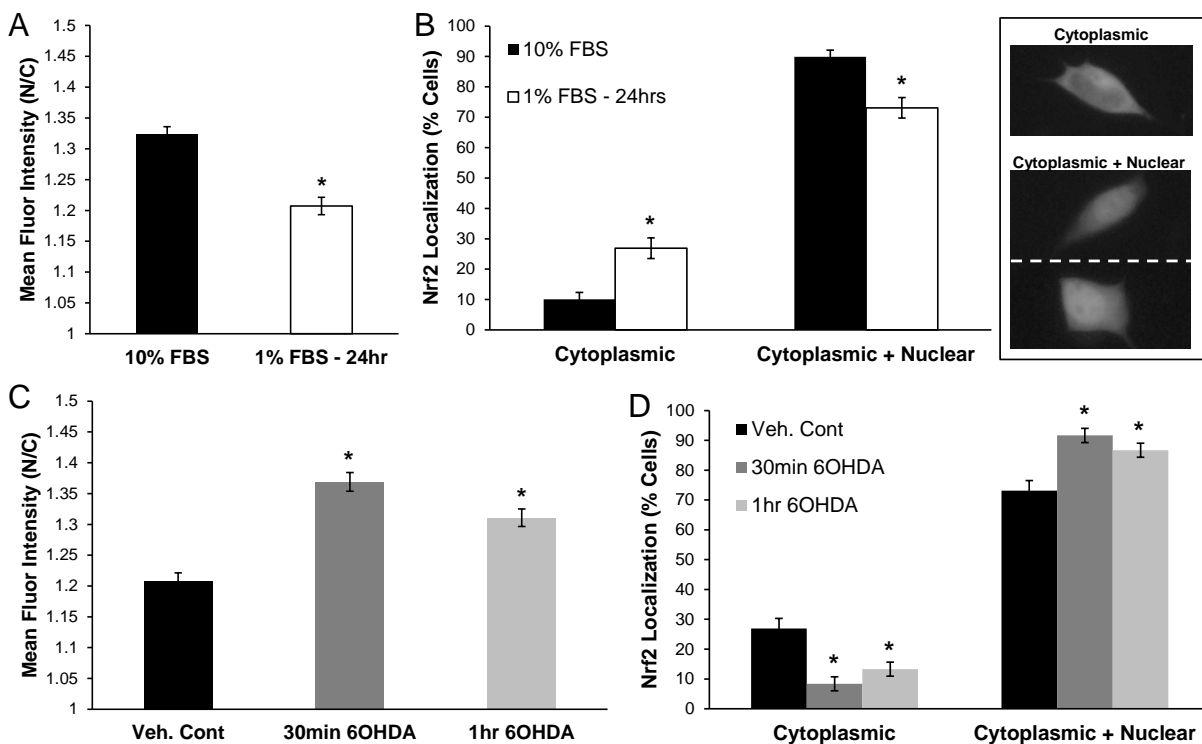 A
Mean Fluor Intensity (N/C)
1.5
1.45
1.4
1.35
1.3
1.25
1.2
1.15
1.1
1.05
1
*
10% FBS
1% FBS - 24hr
B
Nrf2 Localization (% Cells)
100
90
80
70
60
50
40
30
20
10
0
10% FBS
1% FBS - 24hrs
*
*
Cytoplasmic
Cytoplasmic + Nuclear
Cytoplasmic
Cytoplasmic + Nuclear
C
Mean Fluor Intensity (N/C)
1.5
1.45
1.4
1.35
1.3
1.25
1.2
1.15
1.1
1.05
1
*
*
Veh. Cont
30min 6OHDA
1hr 6OHDA
D
Nrf2 Localization (% Cells)
100
90
80
70
60
50
40
30
20
10
0
Veh. Cont
30min 6OHDA
1hr 6OHDA
*
*
*
*
Cytoplasmic
Cytoplasmic + Nuclear